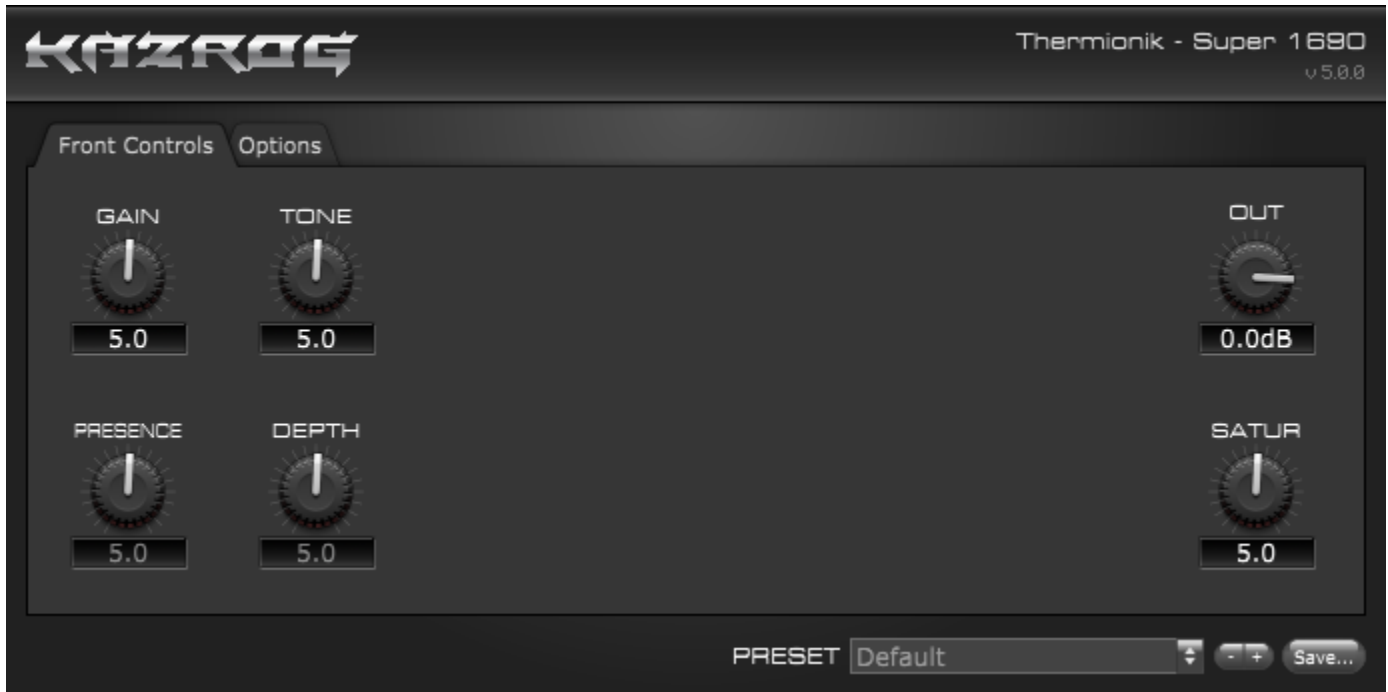 KAZROG
Thermionik - Super 1690
v 5.0.0
Front Controls
Options
GAIN
TONE
OUT
5.0
5.0
0.0dB
PRESENCE
DEPTH
SATUR
5.0
5.0
5.0
PRESET
Default
-
+
Save...